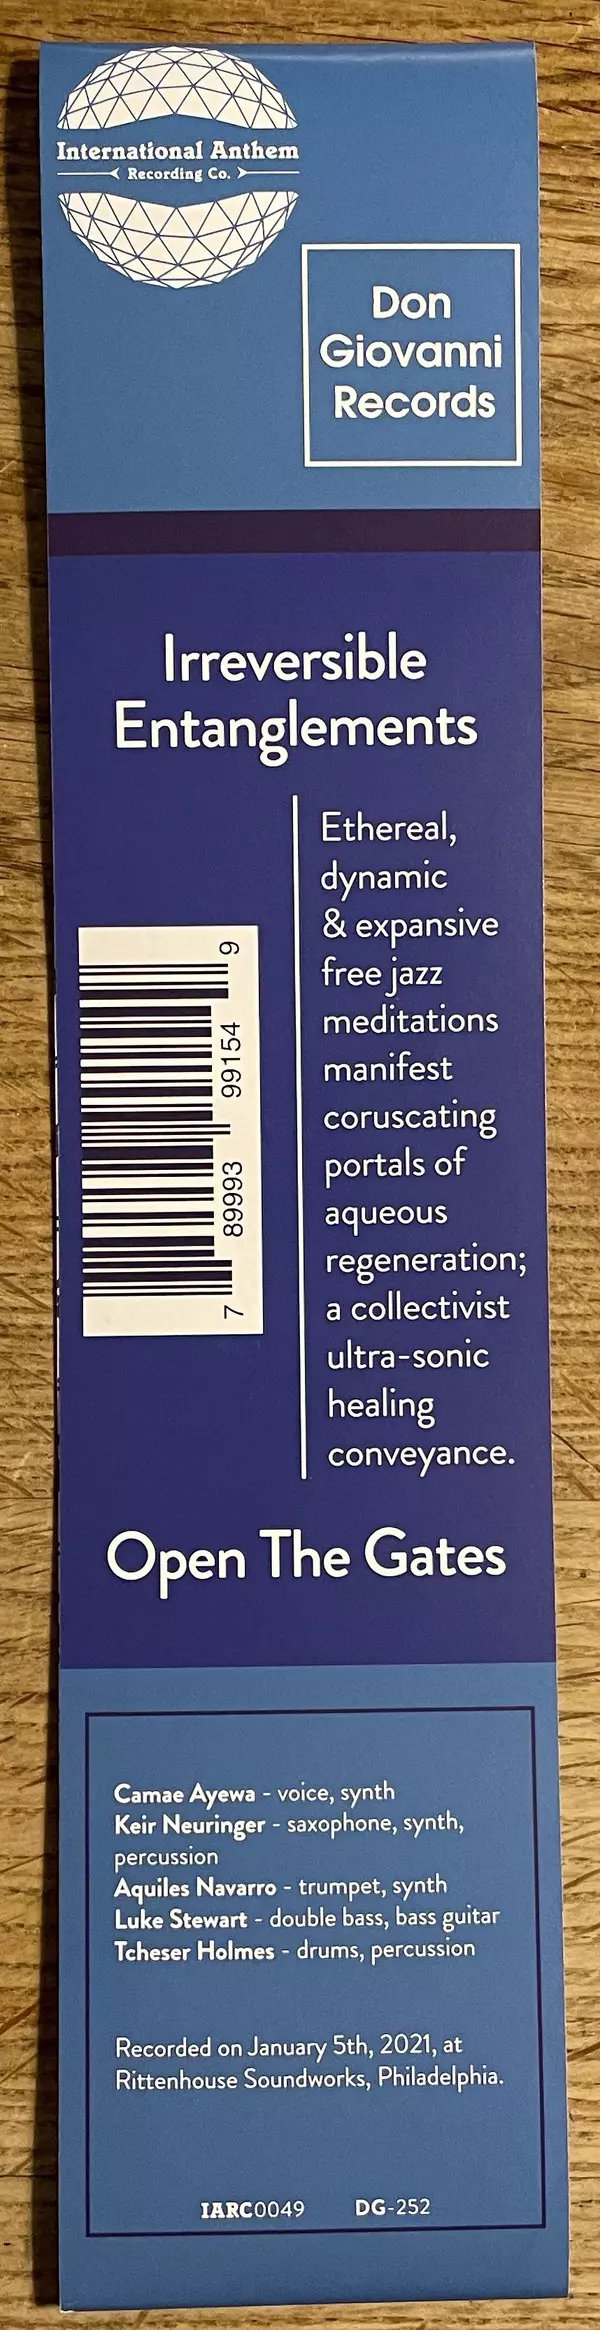 International Anthem
Recording Co.
Don
Giovanni
Records
Irreversible
Entanglements
Ethereal,
dynamic
& expansive
free jazz
meditations
manifest
coruscating
portals of
aqueous
regeneration;
a collectivist
ultra-sonic
healing
conveyance.
7 89993 99154 9
Open The Gates
Camae Ayewa - voice, synth
Keir Neuringer - saxophone, synth,
percussion
Aquiles Navarro - trumpet, synth
Luke Stewart - double bass, bass guitar
Tcheser Holmes - drums, percussion
Recorded on January 5th, 2021, at
Rittenhouse Soundworks, Philadelphia.
IARC0049 DG-252